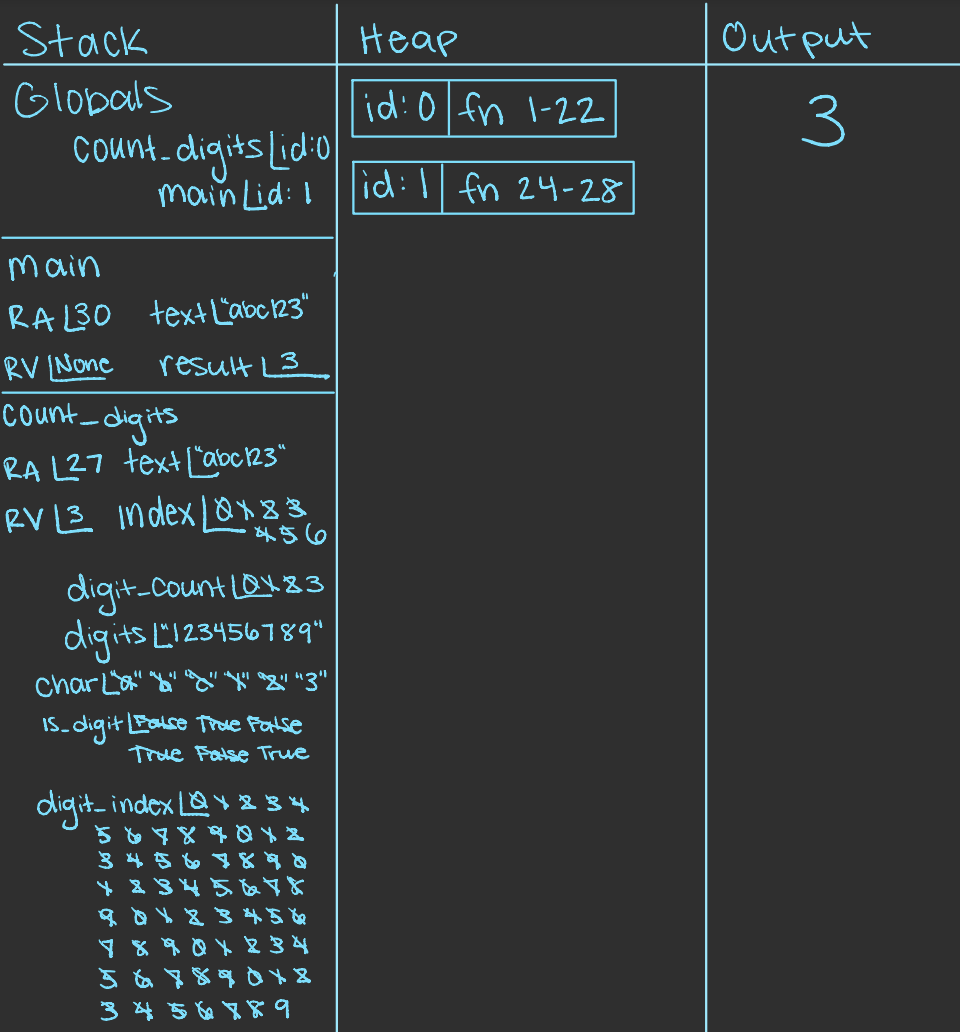 Stack
Heap
Output
Globals
count_digits id:0
main id:1
id:0 fn 1-22
id:1 fn 24-28
3
main
RA 30 text "abc123"
RV None result 3
count_digits
RA 27 text "abc123"
RV 3 index 0 1 2 3
4 5 6
digit_count 0 1 2 3
digits "123456789"
char "a" "b" "c" "1" "2" "3"
is_digit False True False
True False True
digit_index 0 1 2 3 4
5 6 7 8 9 0 1 2
3 4 5 6 7 8 9 0
1 2 3 4 5 6 7 8
9 0 1 2 3 4 5 6
7 8 9 0 1 2 3 4
5 6 7 8 9 0 1 2
3 4 5 6 7 8 9